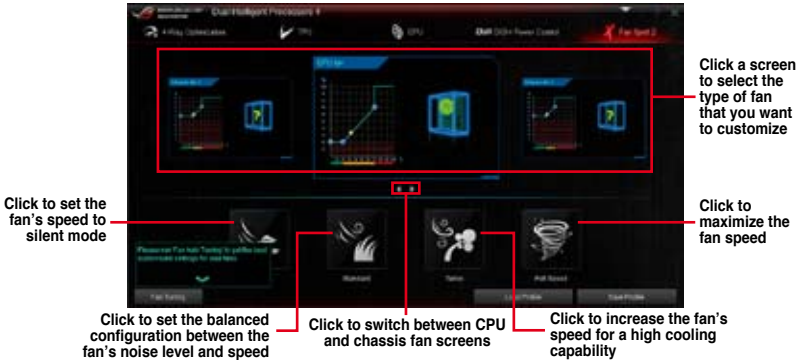 Dual Intelligent Processors 4
4-Way Optimization
TPU
EPU
DIGI+ Power Control
Fan Xpert 2
CPU Fan
Click a screen
to select the
type of fan
that you want
to customize
Click to set the
fan's speed to
silent mode
Click to
maximize the
fan speed
Standard
Turbo
Full Speed
Fan Tuning
Load Profile
Save Profile
Click to set the balanced
configuration between the
fan's noise level and speed
Click to switch between CPU
and chassis fan screens
Click to increase the fan's
speed for a high cooling
capability